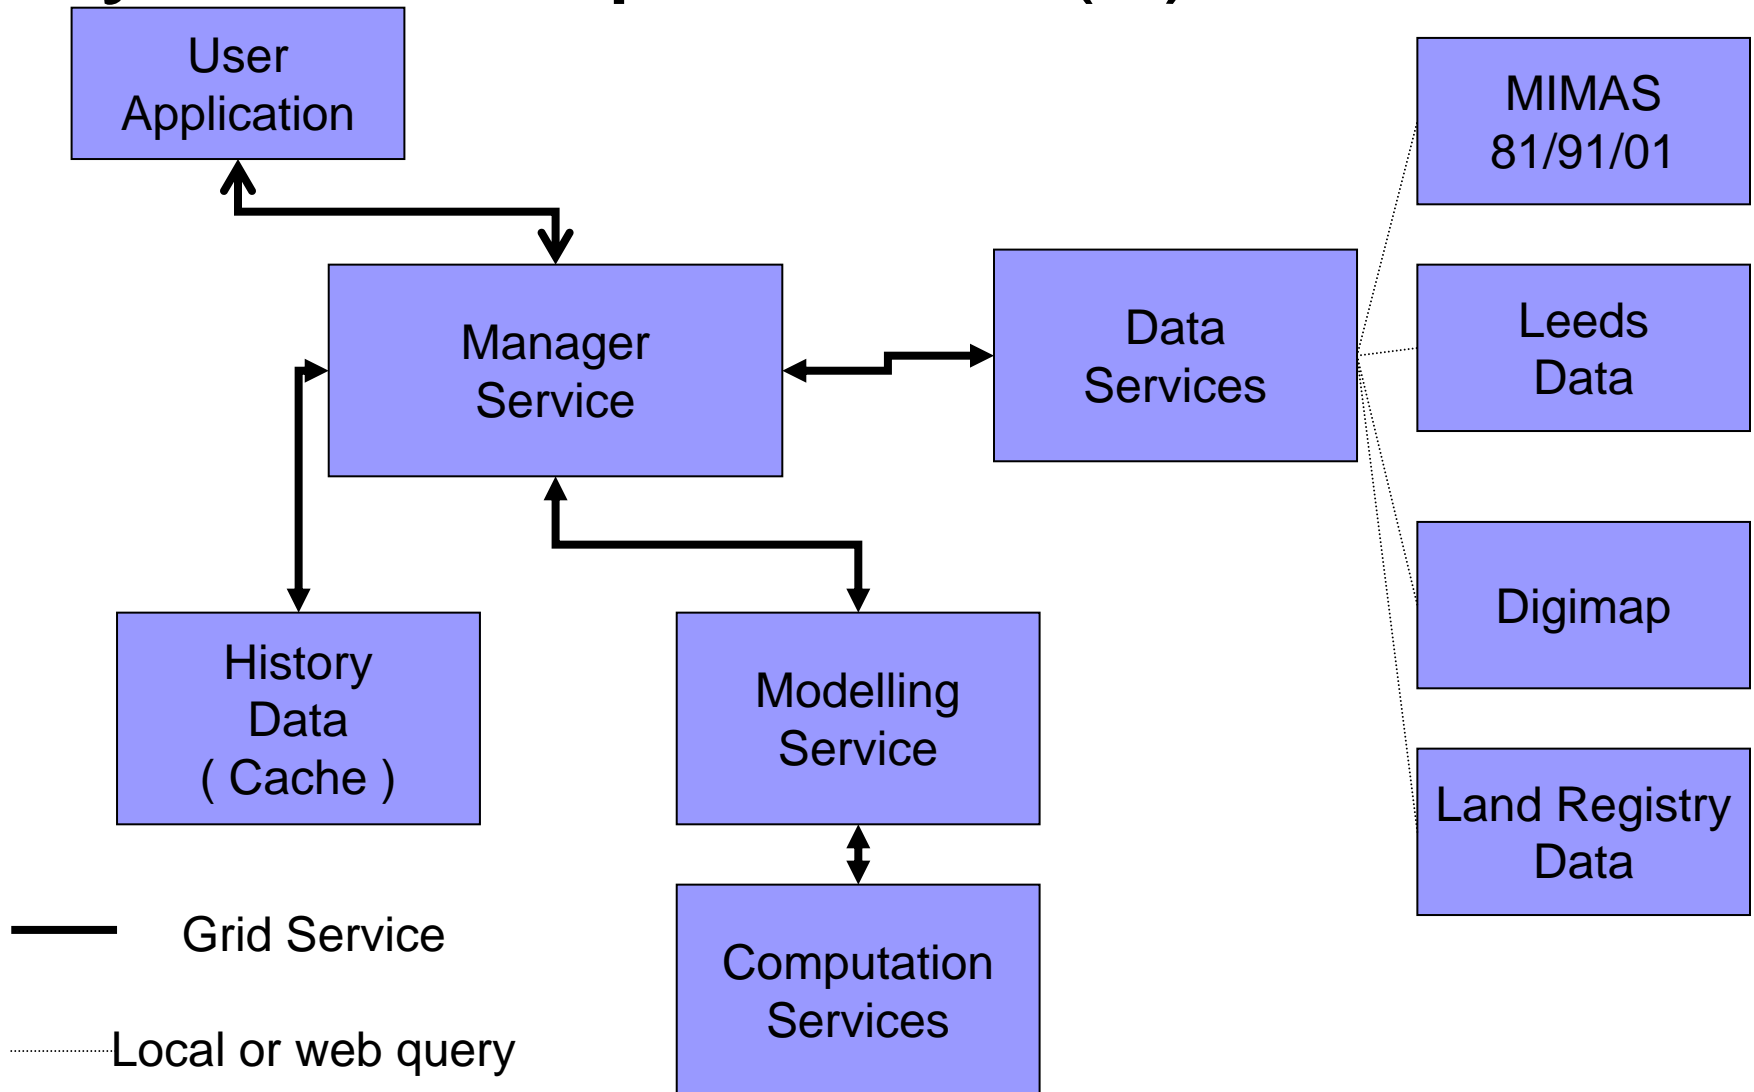 User
Application
MIMAS
81/91/01
Manager
Service
Data
Services
Leeds
Data
Digimap
History
Data
( Cache )
Modelling
Service
Land Registry
Data
Computation
Services
Grid Service
Local or web query